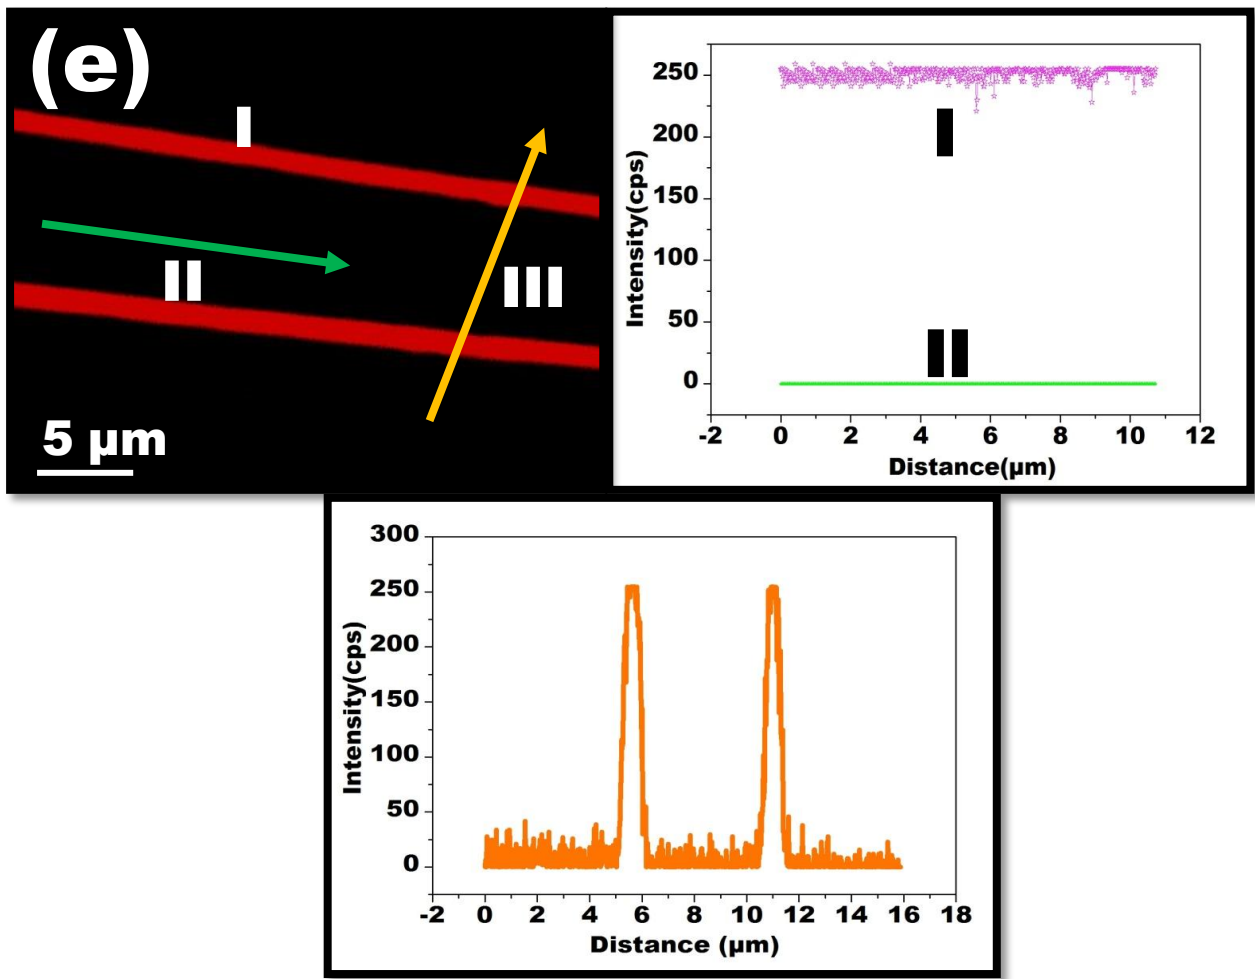 (e)
I
II
III
5 µm
Intensity(cps)
250
200
150
100
50
0
I
II
-2 0 2 4 6 8 10 12
Distance(µm)
Intensity(cps)
300
250
200
150
100
50
0
-2 0 2 4 6 8 10 12 14 16 18
Distance (µm)